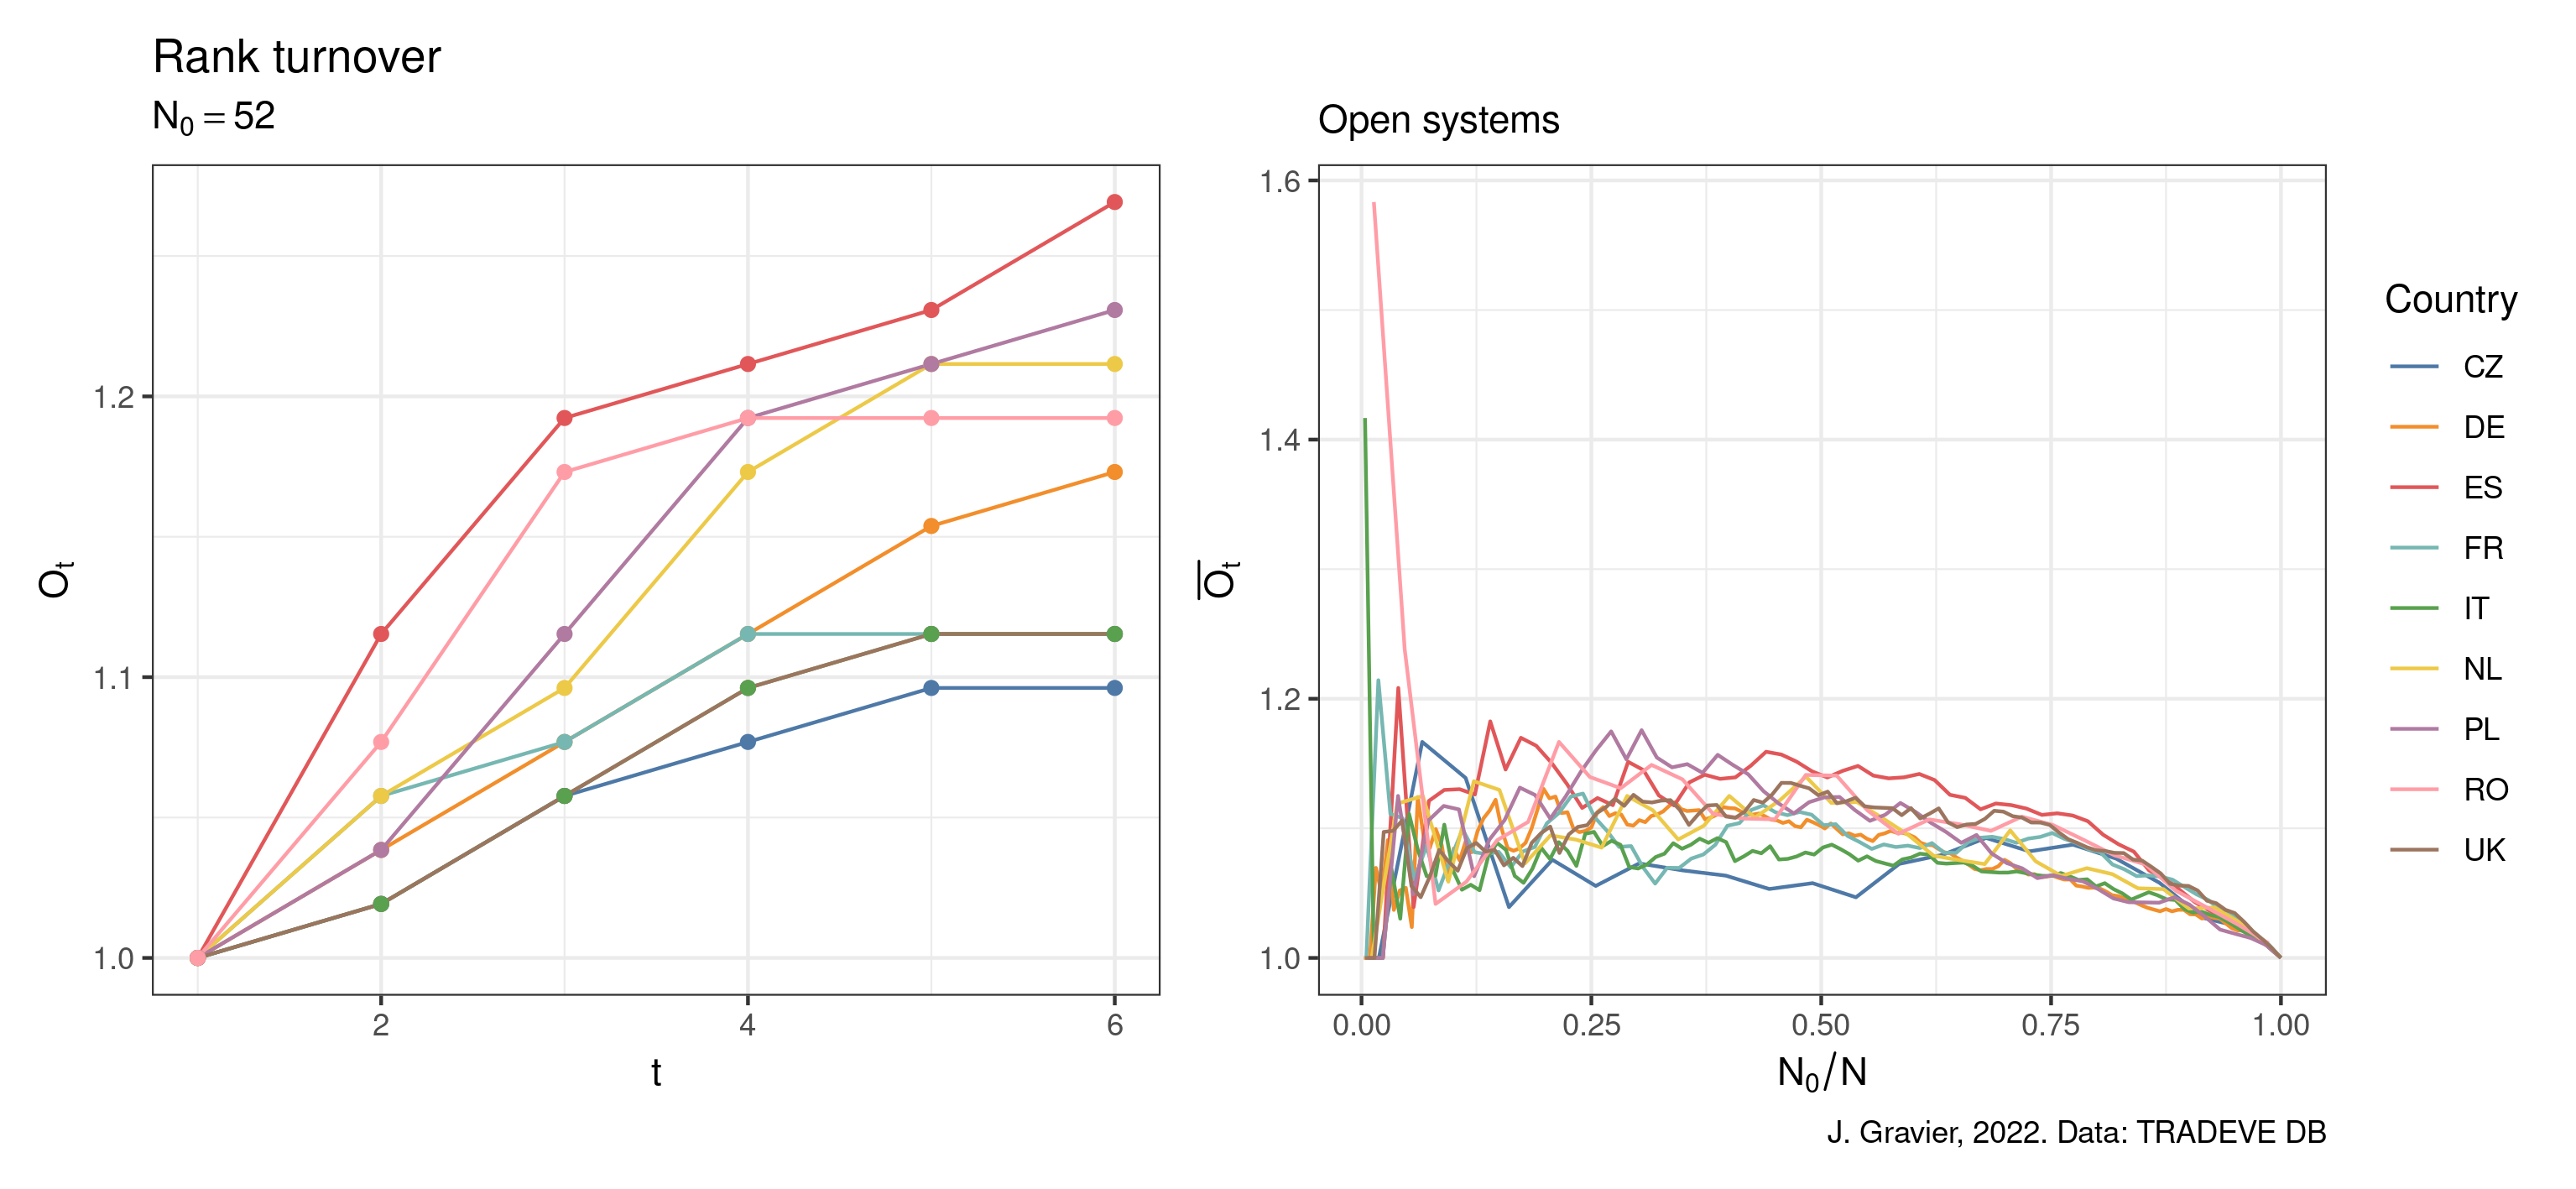 Rank turnover
N₀ = 52
Oₜ
1.2
1.1
1.0
2 4 6
t
Open systems
O̅ₜ
1.6
1.4
1.2
1.0
0.00 0.25 0.50 0.75 1.00
N₀/N
Country
CZ
DE
ES
FR
IT
NL
PL
RO
UK
J. Gravier, 2022. Data: TRADEVE DB